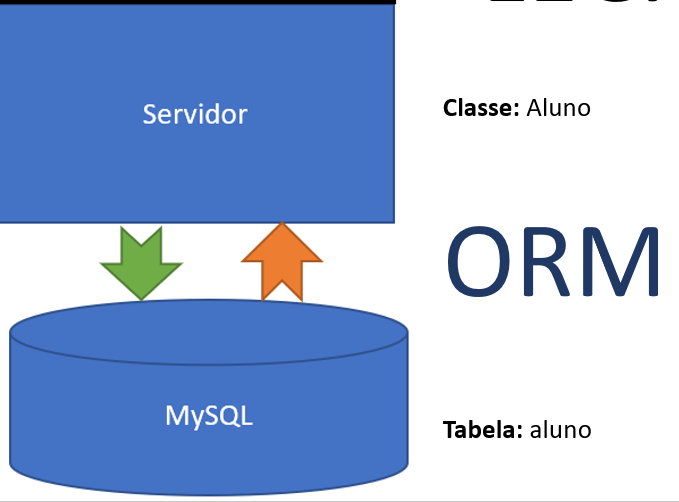 Servidor
Classe: Aluno
ORM
MySQL
Tabela: aluno